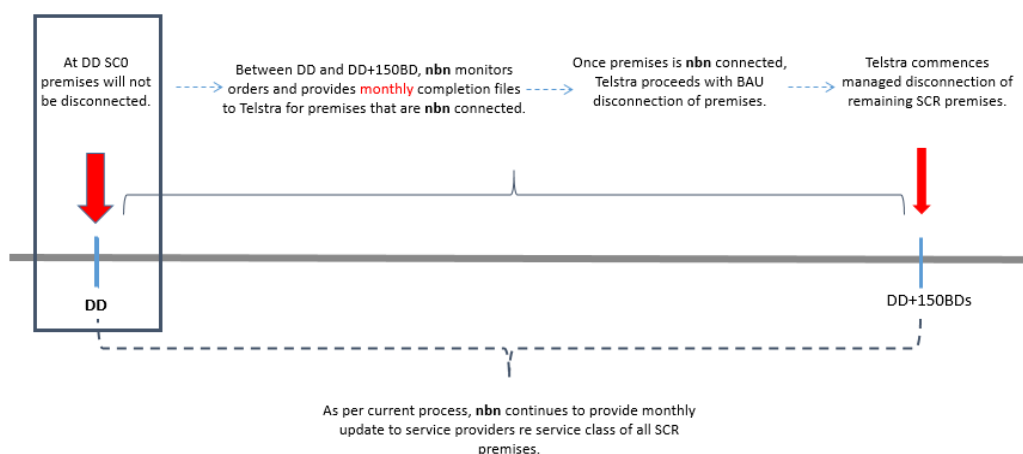 At DD SC0
premises will not
be disconnected.
Between DD and DD+150BD, nbn monitors
orders and provides monthly completion files
to Telstra for premises that are nbn connected.
Once premises is nbn connected,
Telstra proceeds with BAU
disconnection of premises.
Telstra commences
managed disconnection of
remaining SCR premises.
DD
DD+150BDs
As per current process, nbn continues to provide monthly
update to service providers re service class of all SCR
premises.